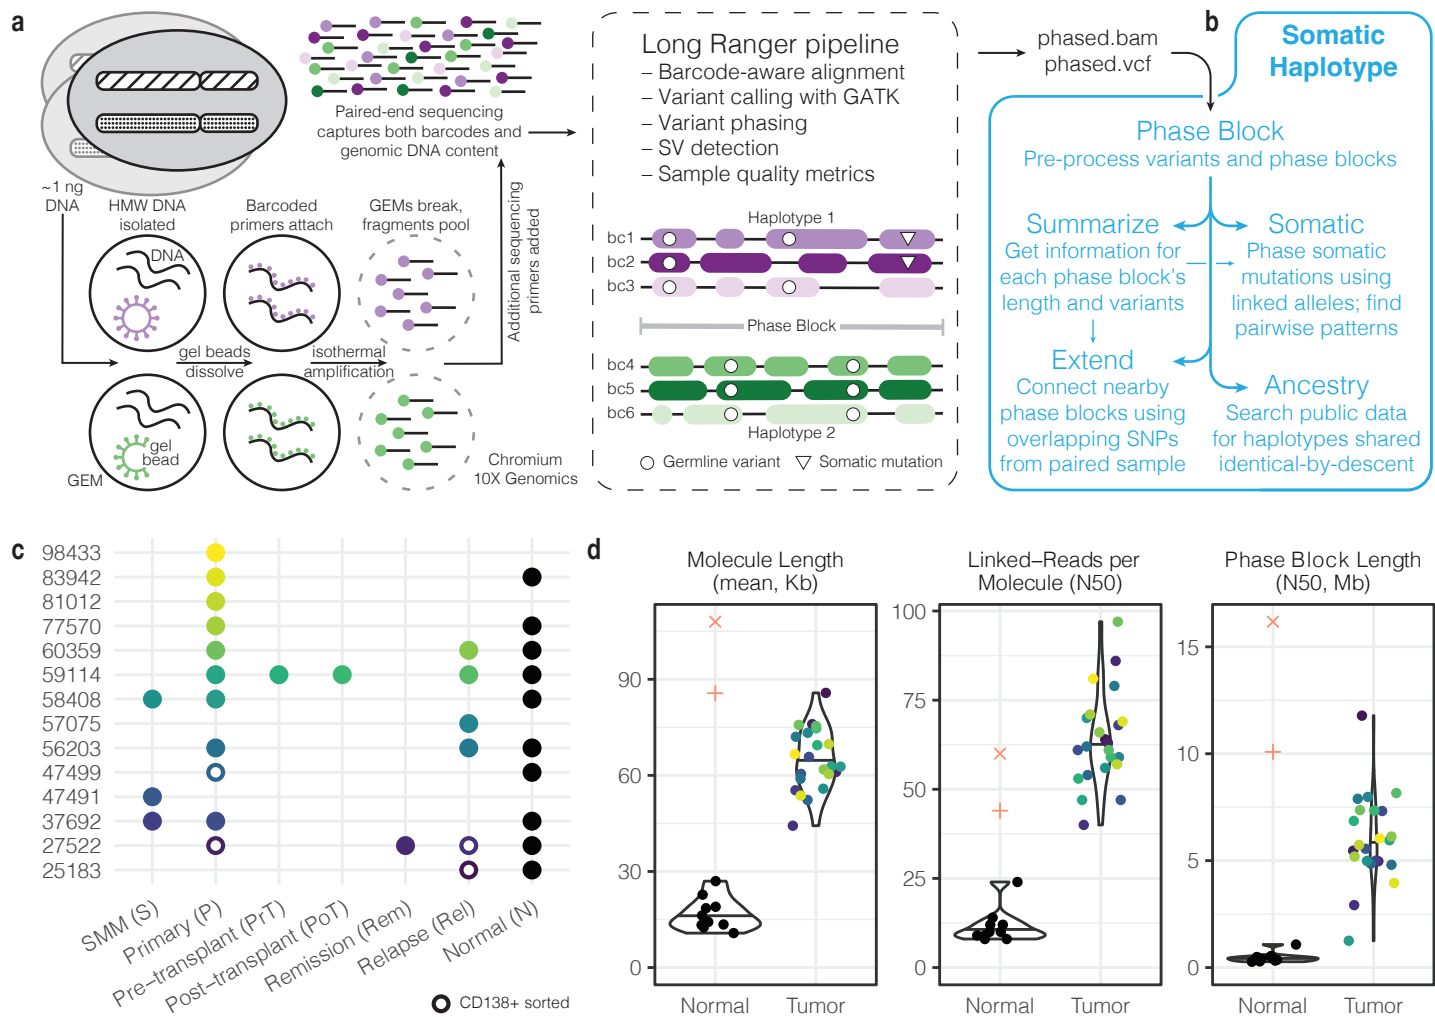 a
~1 ng
DNA
HMW DNA
isolated
Barcoded
primers attach
GEMs break,
fragments pool
Paired-end sequencing
captures both barcodes and
genomic DNA content
Additional sequencing
primers added
DNA
gel beads
dissolve
isothermal
amplification
gel
bead
GEM
Chromium
10X Genomics
Long Ranger pipeline
– Barcode-aware alignment
– Variant calling with GATK
– Variant phasing
– SV detection
– Sample quality metrics
Haplotype 1
bc1
bc2
bc3
Phase Block
bc4
bc5
bc6
Haplotype 2
Germline variant
Somatic mutation
phased.bam
phased.vcf
b
Somatic
Haplotype
Phase Block
Pre-process variants and phase blocks
Summarize
Get information for
each phase block's
length and variants
Somatic
Phase somatic
mutations using
linked alleles; find
pairwise patterns
Extend
Connect nearby
phase blocks using
overlapping SNPs
from paired sample
Ancestry
Search public data
for haplotypes shared
identical-by-descent
c
98433
83942
81012
77570
60359
59114
58408
57075
56203
47499
47491
37692
27522
25183
SMM (S)
Primary (P)
Pre–transplant (PrT)
Post–transplant (PoT)
Remission (Rem)
Relapse (Rel)
Normal (N)
CD138+ sorted
d
Molecule Length
(mean, Kb)
90
60
30
0
Normal
Tumor
Linked–Reads per
Molecule (N50)
100
75
50
25
0
Normal
Tumor
Phase Block Length
(N50, Mb)
15
10
5
0
Normal
Tumor